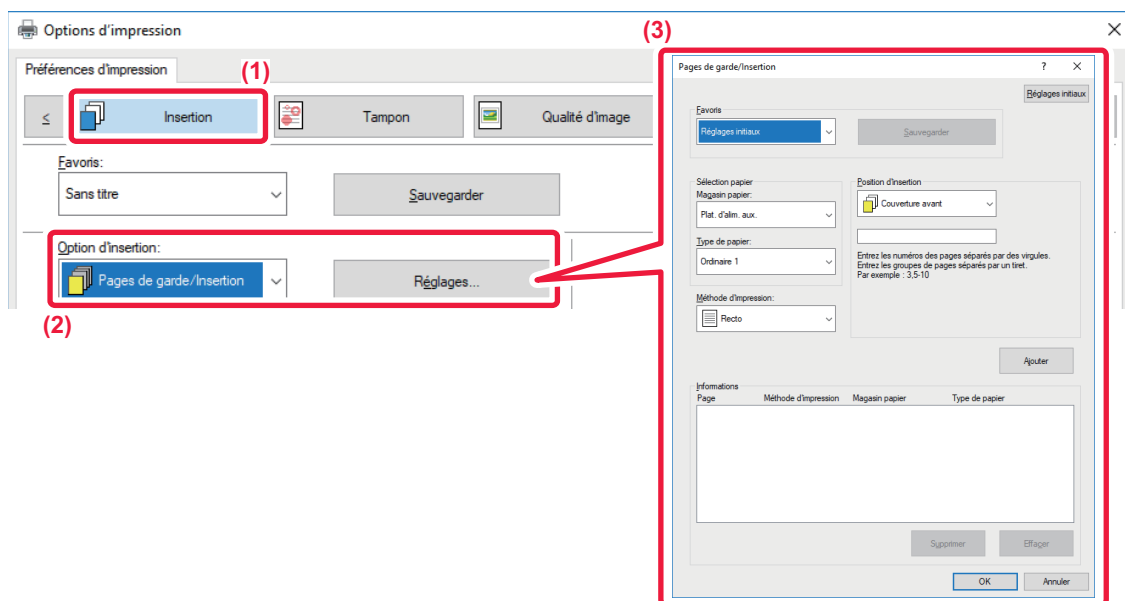 Options d'impression
Préférences d'impression
(1)
≤
Insertion
Tampon
Qualité d'image
Favoris:
Sans titre
Sauvegarder
Option d'insertion:
Pages de garde/Insertion
Réglages...
(2)
(3)
Pages de garde/Insertion
?
Réglages initiaux
Favoris
Réglages initiaux
Sauvegarder
Sélection papier
Magasin papier:
Plat. d'alim. aux.
Type de papier:
Ordinaire 1
Méthode d'impression:
Recto
Position d'insertion
Couverture avant
Entrez les numéros des pages séparés par des virgules.
Entrez les groupes de pages séparés par un tiret.
Par exemple : 3,5-10
Ajouter
Informations
Page Méthode d'impression Magasin papier Type de papier
Supprimer
Effacer
OK
Annuler